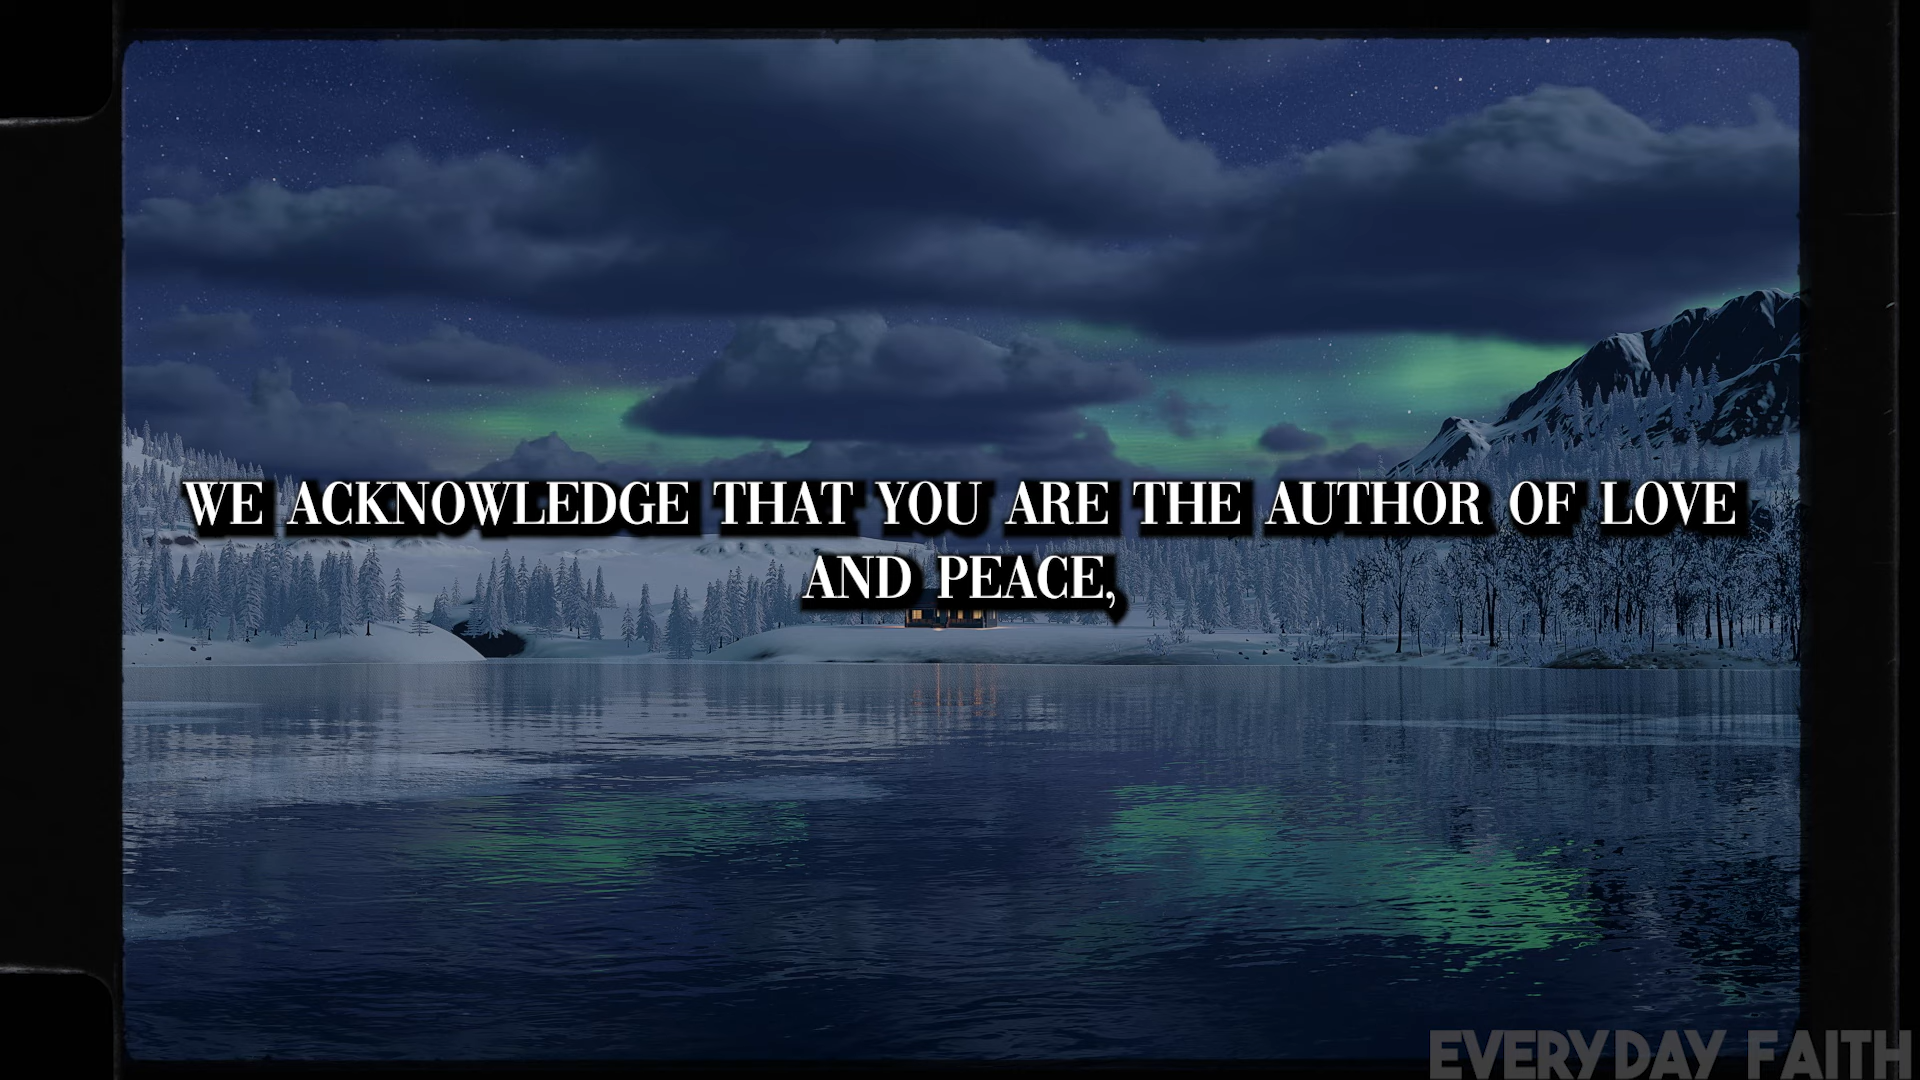 WE ACKNOWLEDGE THAT YOU ARE THE AUTHOR OF LOVE
AND PEACE,
EVERYDAY FAITH